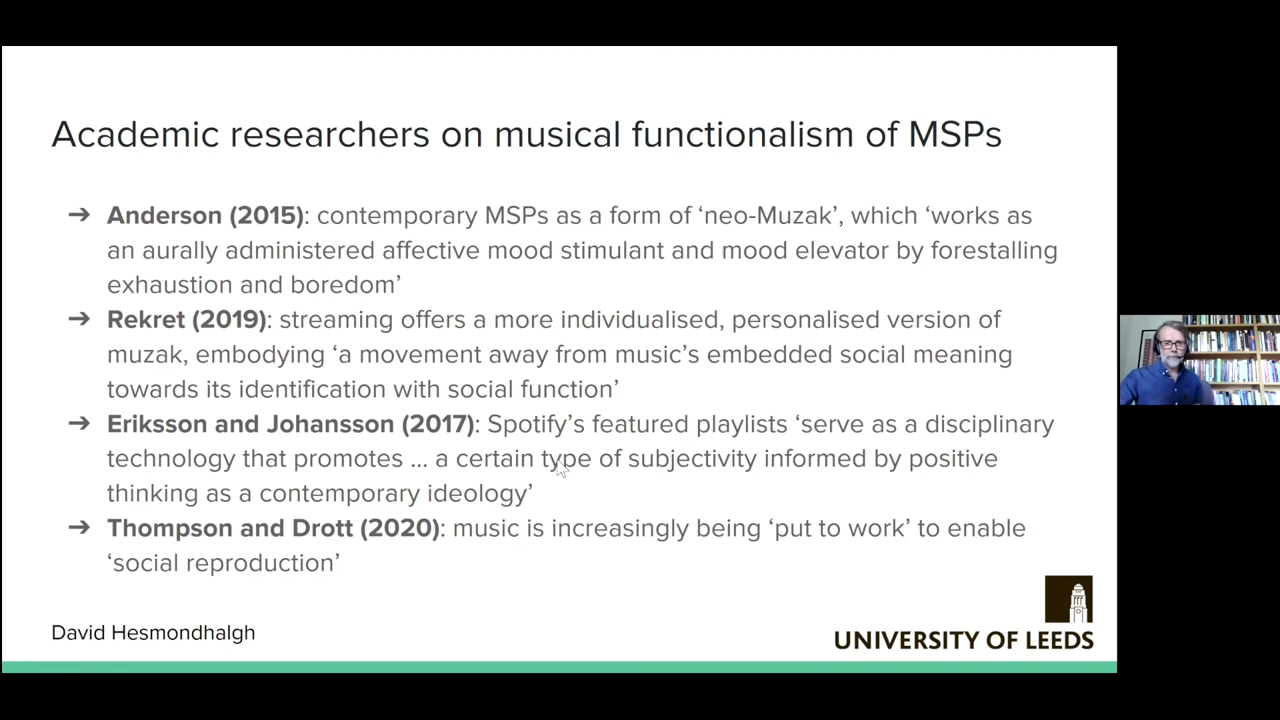 Academic researchers on musical functionalism of MSPs
➔ Anderson (2015): contemporary MSPs as a form of ‘neo-Muzak’, which ‘works as
an aurally administered affective mood stimulant and mood elevator by forestalling
exhaustion and boredom’
➔ Rekret (2019): streaming offers a more individualised, personalised version of
muzak, embodying ‘a movement away from music’s embedded social meaning
towards its identification with social function’
➔ Eriksson and Johansson (2017): Spotify’s featured playlists ‘serve as a disciplinary
technology that promotes ... a certain type of subjectivity informed by positive
thinking as a contemporary ideology’
➔ Thompson and Drott (2020): music is increasingly being ‘put to work’ to enable
‘social reproduction’
David Hesmondhalgh
UNIVERSITY OF LEEDS